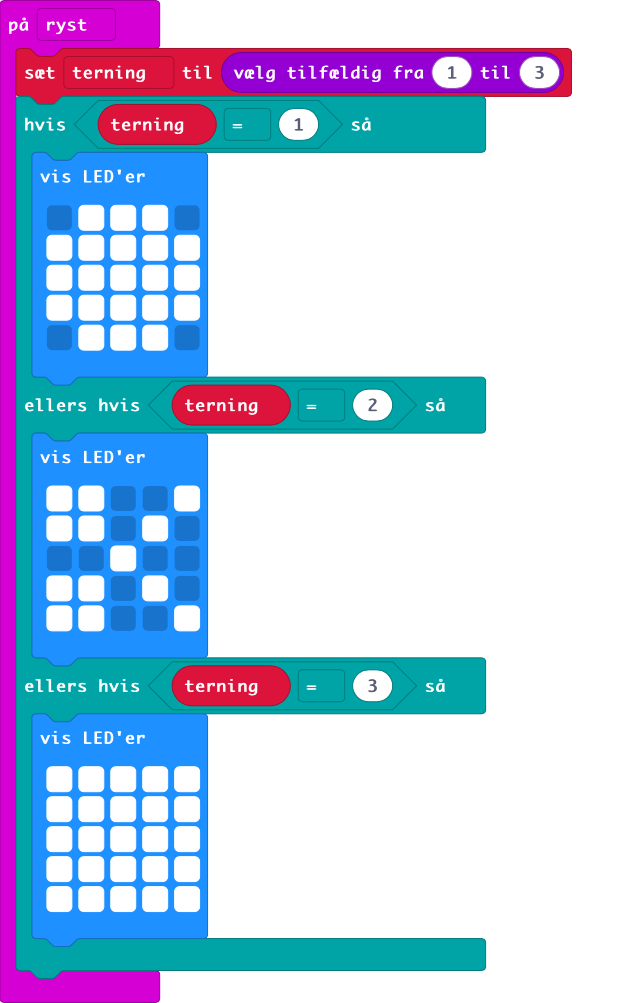 på ryst
sæt terning til vælg tilfældig fra 1 til 3
hvis terning = 1 så
vis LED'er
ellers hvis terning = 2 så
vis LED'er
ellers hvis terning = 3 så
vis LED'er